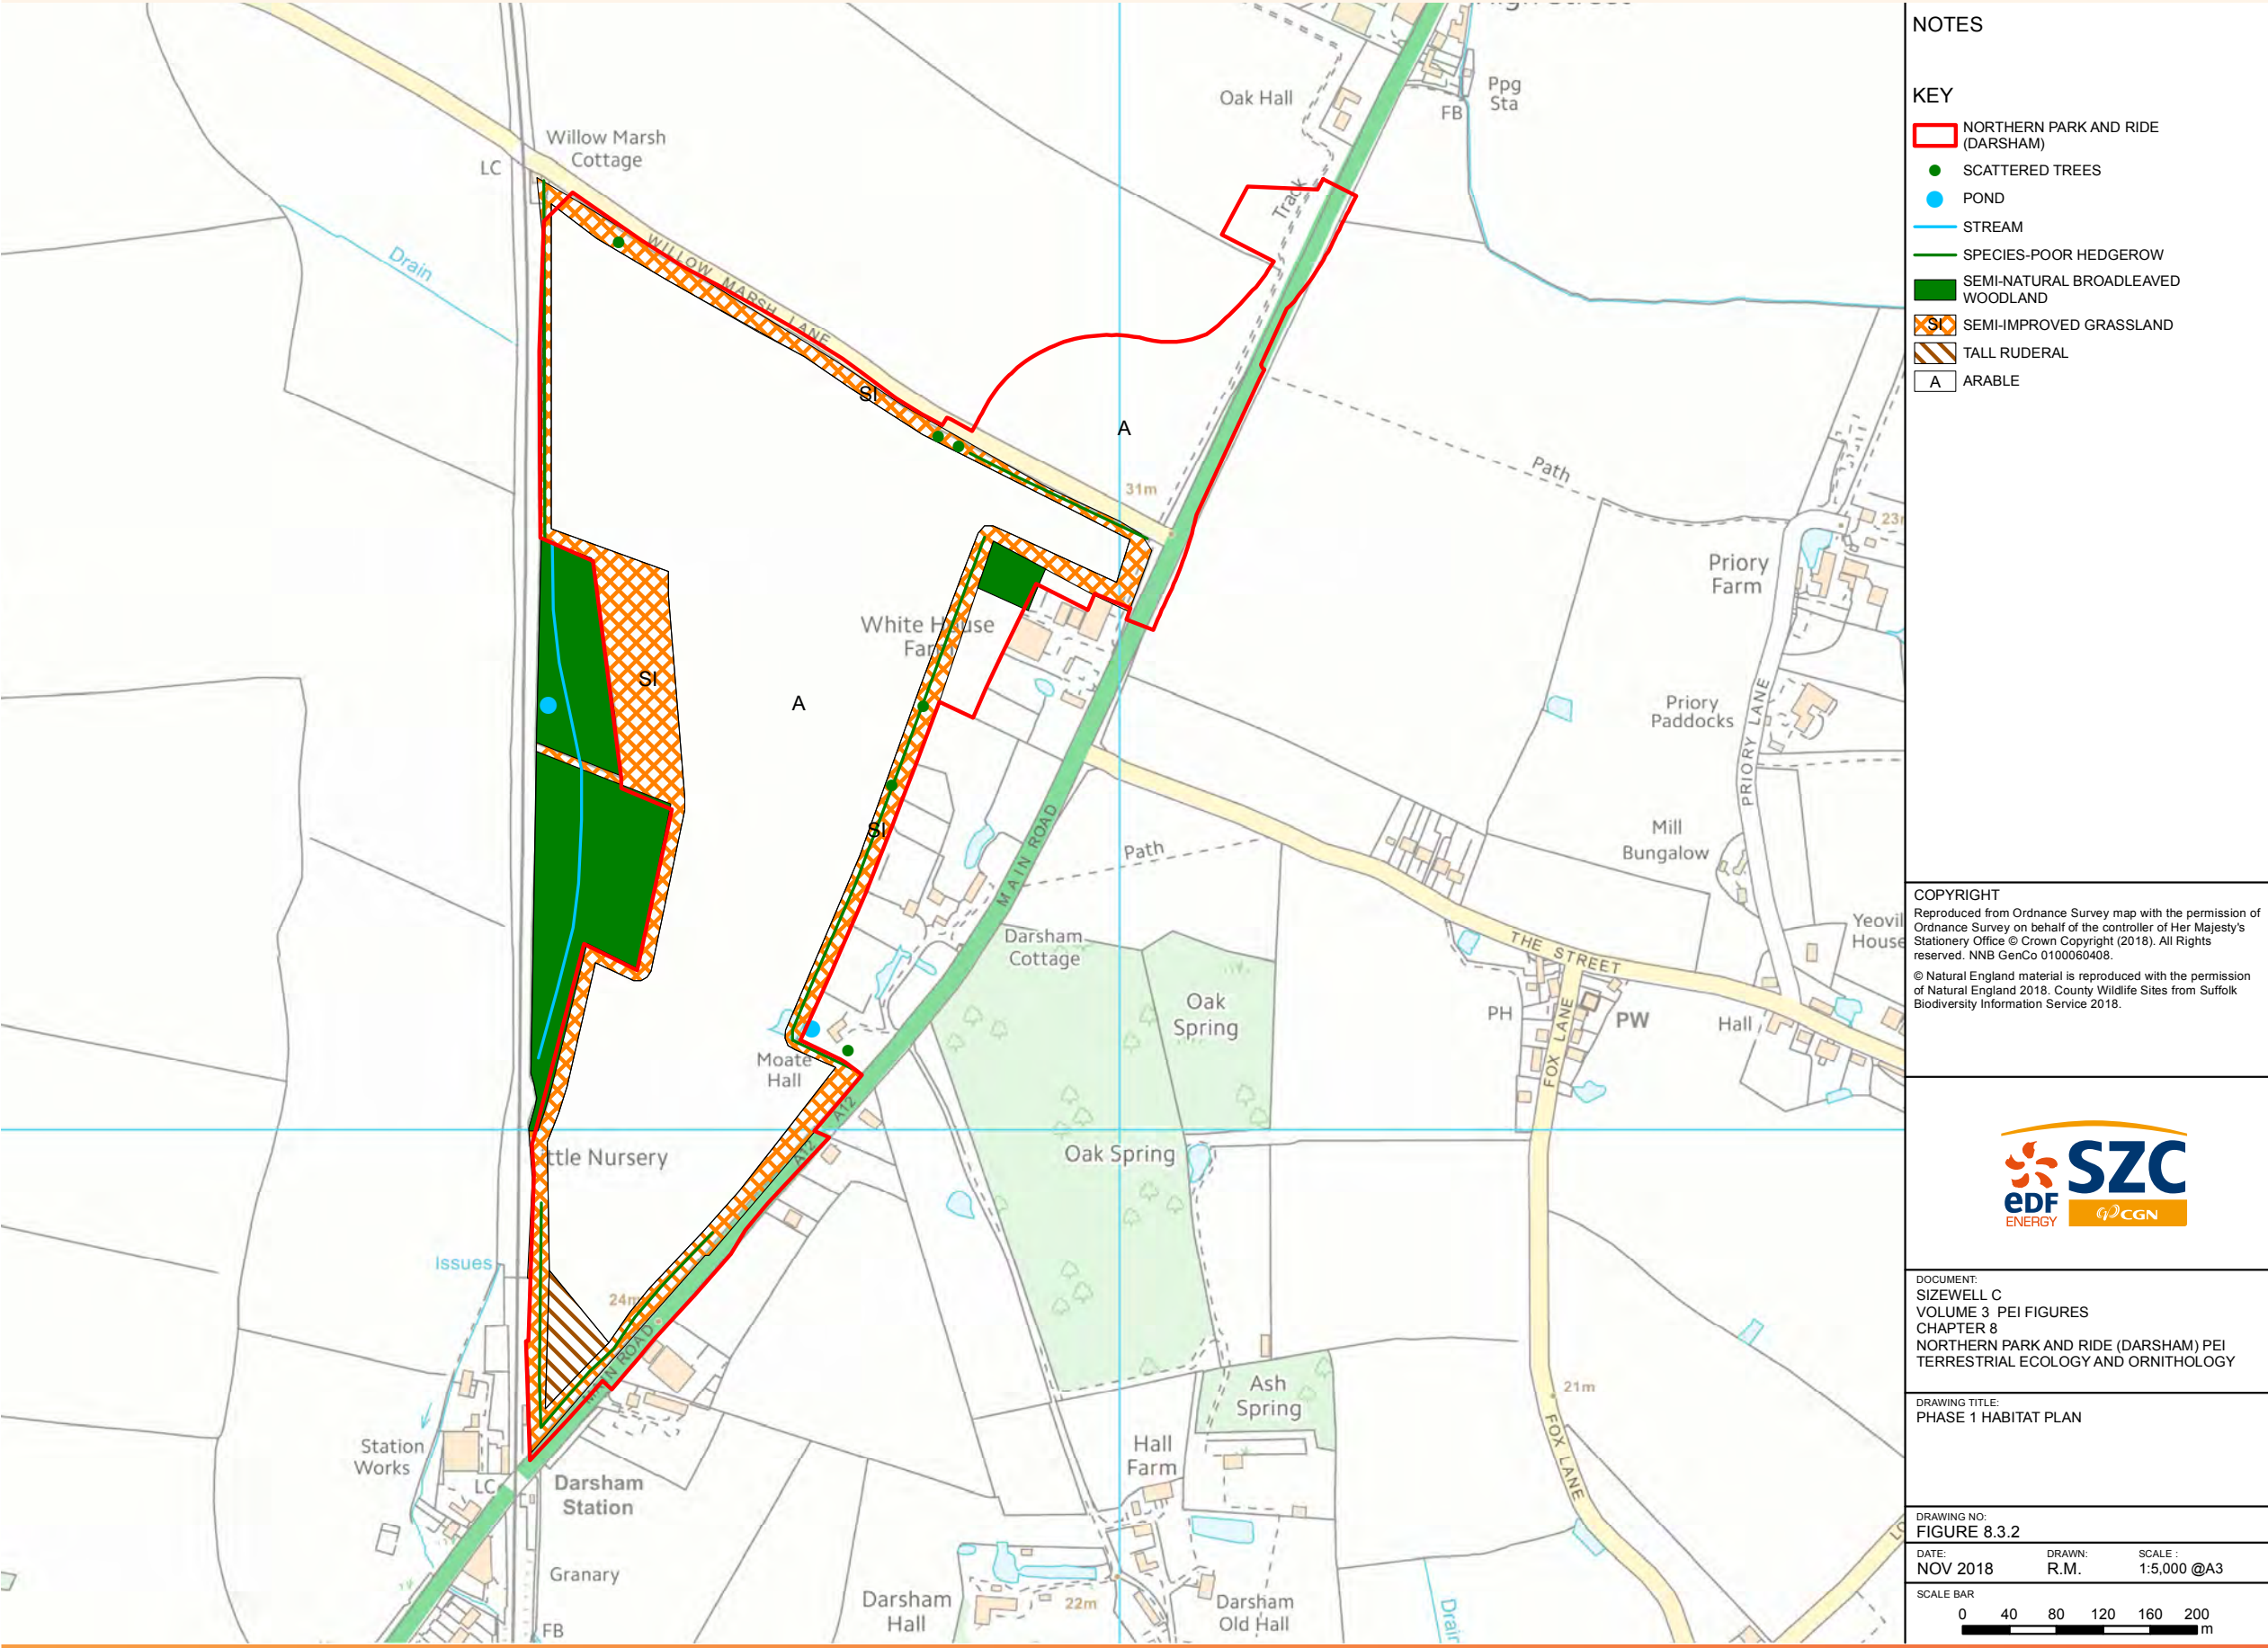 Oak Hall
Ppg
Sta
FB
Willow Marsh
Cottage
LC
Track
Drain
WILLOW MARSH LANE
SI
A
31m
Path
Priory
Farm
White House
Farm
SI
A
Priory
Paddocks
PRIORY LANE
SI
MAIN ROAD
Path
Mill
Bungalow
Yeovil
House
Darsham
Cottage
THE STREET
Oak
Spring
PH
PW
Hall
FOX LANE
Moate
Hall
A12
A12
Oak Spring
ttle Nursery
Issues
24m
MAIN ROAD
Ash
Spring
21m
FOX LANE
Station
Works
LC
Darsham
Station
Hall
Farm
Granary
FB
Darsham
Hall
22m
Darsham
Old Hall
Drain
NOTES
KEY
NORTHERN PARK AND RIDE
(DARSHAM)
SCATTERED TREES
POND
STREAM
SPECIES-POOR HEDGEROW
SEMI-NATURAL BROADLEAVED
WOODLAND
SI SEMI-IMPROVED GRASSLAND
TALL RUDERAL
A ARABLE
COPYRIGHT
Reproduced from Ordnance Survey map with the permission of
Ordnance Survey on behalf of the controller of Her Majesty's
Stationery Office © Crown Copyright (2018). All Rights
reserved. NNB GenCo 0100060408.
© Natural England material is reproduced with the permission
of Natural England 2018. County Wildlife Sites from Suffolk
Biodiversity Information Service 2018.
eDF
ENERGY
SZC
CGN
DOCUMENT:
SIZEWELL C
VOLUME 3 PEI FIGURES
CHAPTER 8
NORTHERN PARK AND RIDE (DARSHAM) PEI
TERRESTRIAL ECOLOGY AND ORNITHOLOGY
DRAWING TITLE:
PHASE 1 HABITAT PLAN
DRAWING NO:
FIGURE 8.3.2
DATE: DRAWN: SCALE :
NOV 2018 R.M. 1:5,000 @A3
SCALE BAR
0 40 80 120 160 200
m